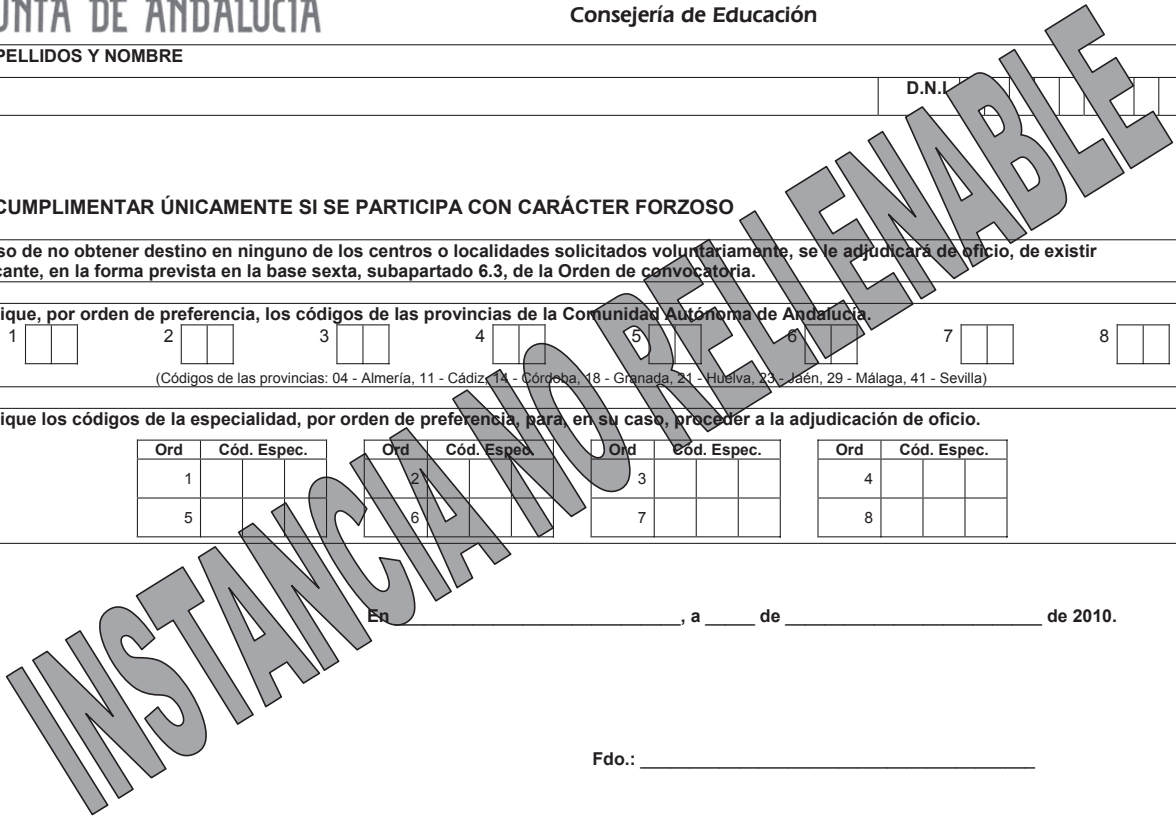 UNTA DE ANDALUCIA
Consejería de Educación
PELLIDOS Y NOMBRE
D.N.I.
CUMPLIMENTAR ÚNICAMENTE SI SE PARTICIPA CON CARÁCTER FORZOSO
so de no obtener destino en ninguno de los centros o localidades solicitados voluntariamente, se le adjudicará de oficio, de existir
cante, en la forma prevista en la base sexta, subapartado 6.3, de la Orden de convocatoria.
ique, por orden de preferencia, los códigos de las provincias de la Comunidad Autónoma de Andalucía.
1 2 3 4 5 6 7 8
(Códigos de las provincias: 04 - Almería, 11 - Cádiz, 14 - Córdoba, 18 - Granada, 21 - Huelva, 23 - Jaén, 29 - Málaga, 41 - Sevilla)
ique los códigos de la especialidad, por orden de preferencia, para, en su caso, proceder a la adjudicación de oficio.
Ord Cód. Espec. Ord Cód. Espec. Ord Cód. Espec. Ord Cód. Espec.
1 2 3 4
5 6 7 8
En ____________________________, a _____ de __________________________ de 2010.
Fdo.: ________________________________________
INSTANCIA NO RELLENABLE